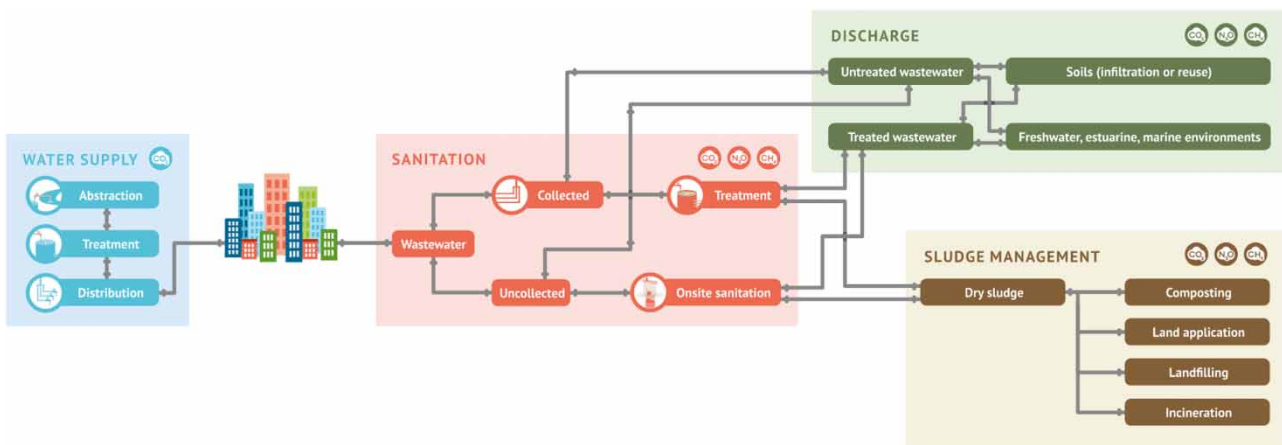 WATER SUPPLY CO₂
Abstraction
Treatment
Distribution
SANITATION CO₂ N₂O CH₄
Wastewater
Collected
Treatment
Uncollected
Onsite sanitation
DISCHARGE CO₂ N₂O CH₄
Untreated wastewater
Soils (infiltration or reuse)
Treated wastewater
Freshwater, estuarine, marine environments
SLUDGE MANAGEMENT CO₂ N₂O CH₄
Dry sludge
Composting
Land application
Landfilling
Incineration